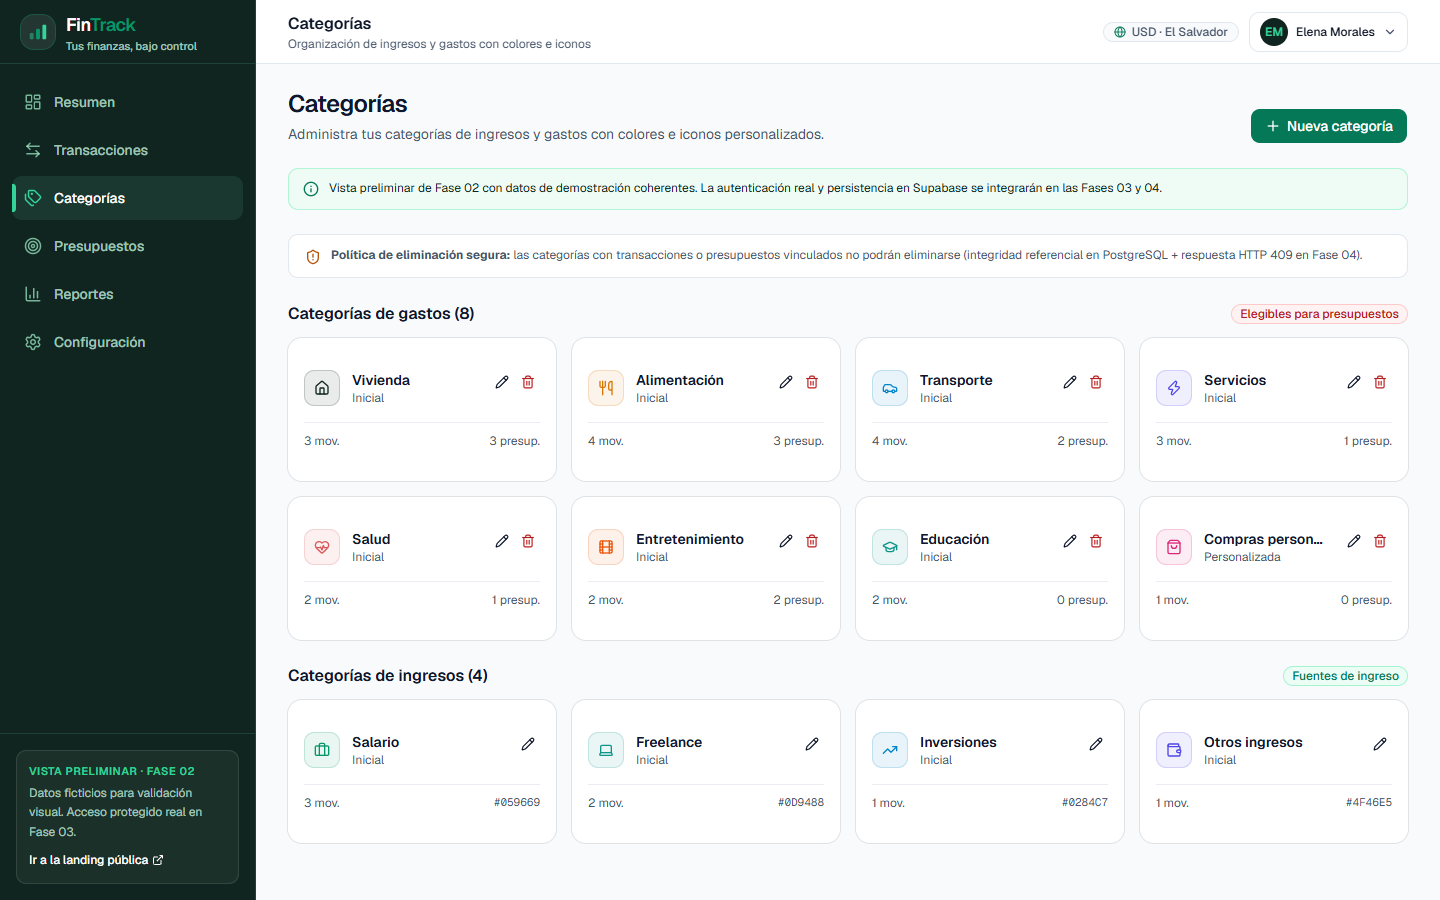 FinTrack
Tus finanzas, bajo control
Resumen
Transacciones
Categorías
Presupuestos
Reportes
Configuración
VISTA PRELIMINAR · FASE 02
Datos ficticios para validación
visual. Acceso protegido real en
Fase 03.
Ir a la landing pública
Categorías
Organización de ingresos y gastos con colores e iconos
USD · El Salvador
EM
Elena Morales
Categorías
Administra tus categorías de ingresos y gastos con colores e iconos personalizados.
Nueva categoría
Vista preliminar de Fase 02 con datos de demostración coherentes. La autenticación real y persistencia en Supabase se integrarán en las Fases 03 y 04.
Política de eliminación segura: las categorías con transacciones o presupuestos vinculados no podrán eliminarse (integridad referencial en PostgreSQL + respuesta HTTP 409 en Fase 04).
Categorías de gastos (8)
Elegibles para presupuestos
Vivienda
Inicial
3 mov.
3 presup.
Alimentación
Inicial
4 mov.
3 presup.
Transporte
Inicial
4 mov.
2 presup.
Servicios
Inicial
3 mov.
1 presup.
Salud
Inicial
2 mov.
1 presup.
Entretenimiento
Inicial
2 mov.
2 presup.
Educación
Inicial
2 mov.
0 presup.
Compras person...
Personalizada
1 mov.
0 presup.
Categorías de ingresos (4)
Fuentes de ingreso
Salario
Inicial
3 mov.
#059669
Freelance
Inicial
2 mov.
#0D9488
Inversiones
Inicial
1 mov.
#0284C7
Otros ingresos
Inicial
1 mov.
#4F46E5